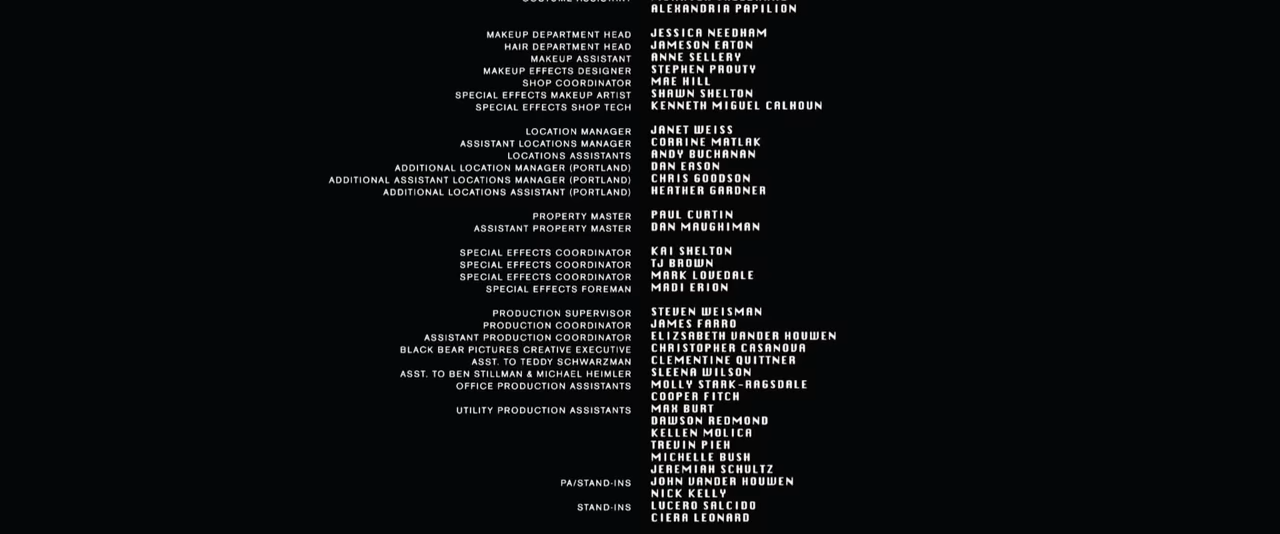 ALEXANDRIA PAPILION
MAKEUP DEPARTMENT HEAD JESSICA NEEDHAM
HAIR DEPARTMENT HEAD JAMESON EATON
MAKEUP ASSISTANT ANNE SELLERY
MAKEUP EFFECTS DESIGNER STEPHEN PROUTY
SHOP COORDINATOR MAE HILL
SPECIAL EFFECTS MAKEUP ARTIST SHAWN SHELTON
SPECIAL EFFECTS SHOP TECH KENNETH MIGUEL CALHOUN
LOCATION MANAGER JANET WEISS
ASSISTANT LOCATIONS MANAGER CORRINE MATLAK
LOCATIONS ASSISTANTS ANDY BUCHANAN
ADDITIONAL LOCATION MANAGER (PORTLAND) DAN EASON
ADDITIONAL ASSISTANT LOCATIONS MANAGER (PORTLAND) CHRIS GOODSON
ADDITIONAL LOCATIONS ASSISTANT (PORTLAND) HEATHER GARDNER
PROPERTY MASTER PAUL CURTIN
ASSISTANT PROPERTY MASTER DAN MAUGHIMAN
SPECIAL EFFECTS COORDINATOR KAI SHELTON
SPECIAL EFFECTS COORDINATOR TJ BROWN
SPECIAL EFFECTS COORDINATOR MARK LOVEDALE
SPECIAL EFFECTS FOREMAN MADI ERION
PRODUCTION SUPERVISOR STEVEN WEISMAN
PRODUCTION COORDINATOR JAMES FARRO
ASSISTANT PRODUCTION COORDINATOR ELIZSABETH VANDER HOUWEN
BLACK BEAR PICTURES CREATIVE EXECUTIVE CHRISTOPHER CASANOVA
ASST. TO TEDDY SCHWARZMAN CLEMENTINE QUITTNER
ASST. TO BEN STILLMAN & MICHAEL HEIMLER SLEENA WILSON
OFFICE PRODUCTION ASSISTANTS MOLLY STARK-RAGSDALE
COOPER FITCH
UTILITY PRODUCTION ASSISTANTS MAX BURT
DAWSON REDMOND
KELLEN MOLICA
TREVIN PIEH
MICHELLE BUSH
JEREMIAH SCHULTZ
PA/STAND-INS JOHN VANDER HOUWEN
NICK KELLY
STAND-INS LUCERO SALCIDO
CIERA LEONARD